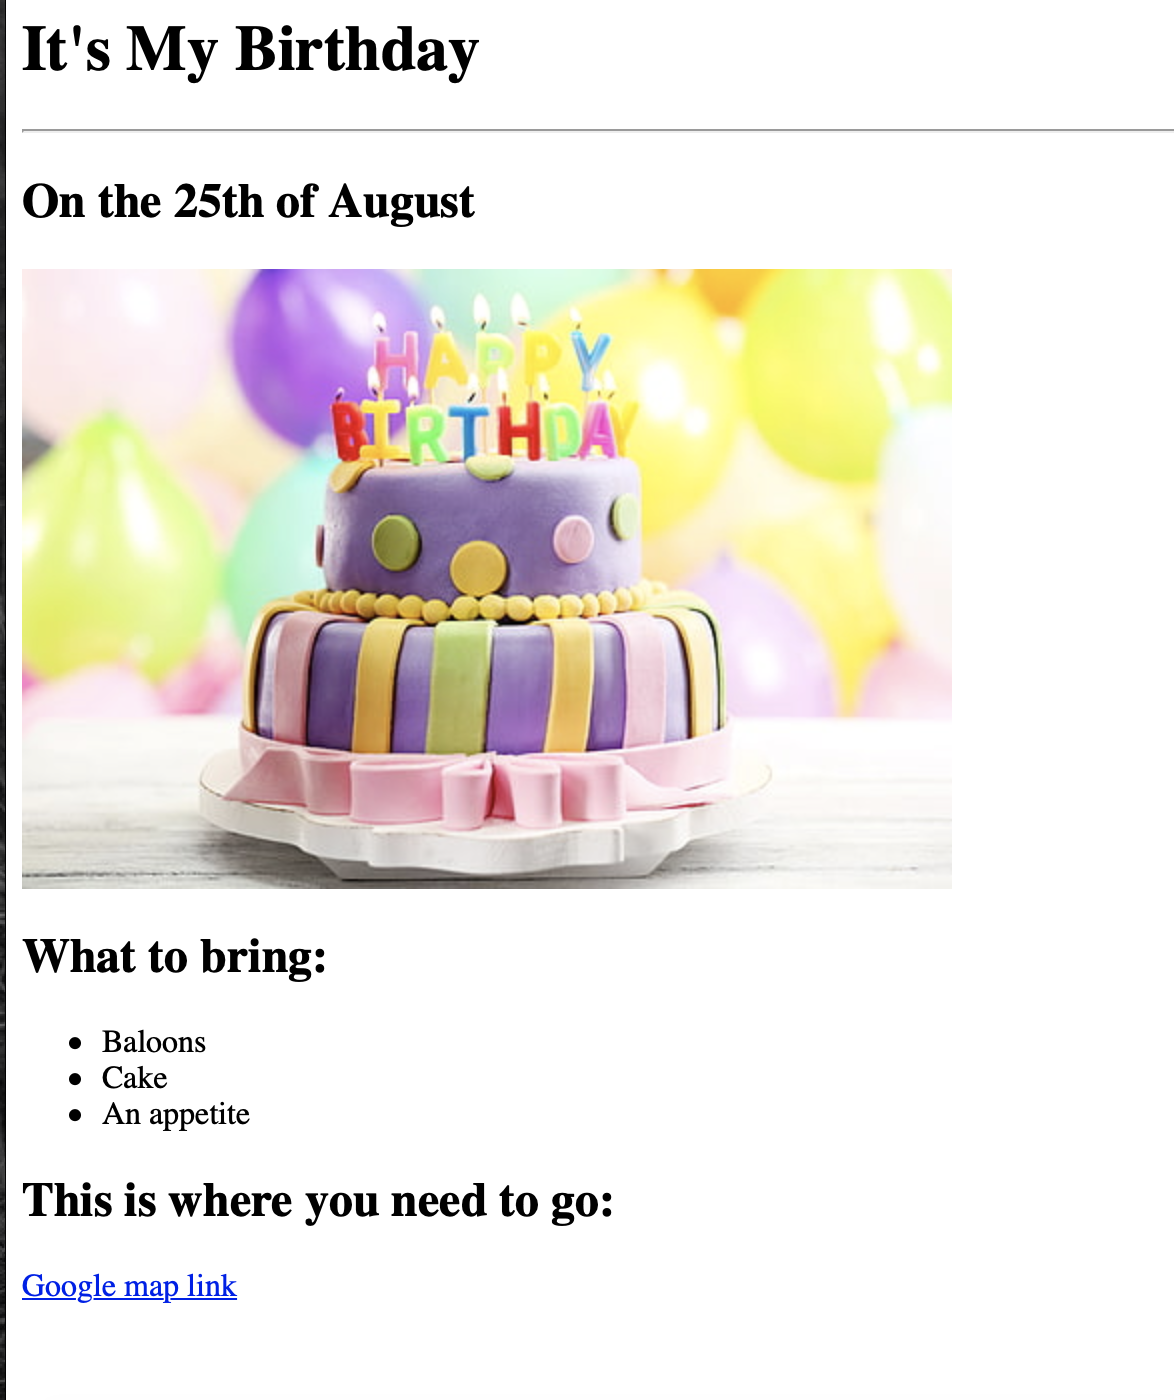 It's My Birthday
On the 25th of August
HAPPY
BIRTHDAY
What to bring:
Baloons
Cake
An appetite
This is where you need to go:
Google map link